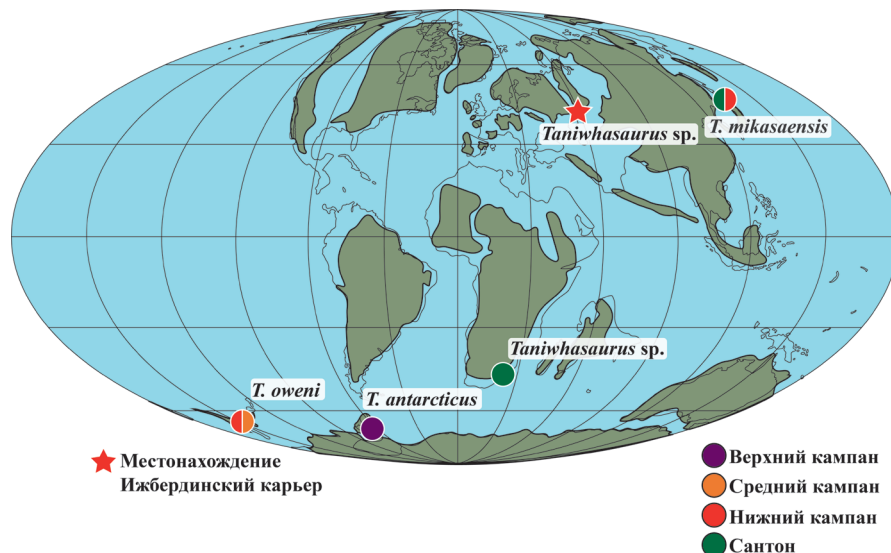 Taniwhasaurus sp.
T. mikasaensis
Taniwhasaurus sp.
T. oweni
T. antarcticus
Местонахождение
Ижбердинский карьер
Верхний кампан
Средний кампан
Нижний кампан
Сантон